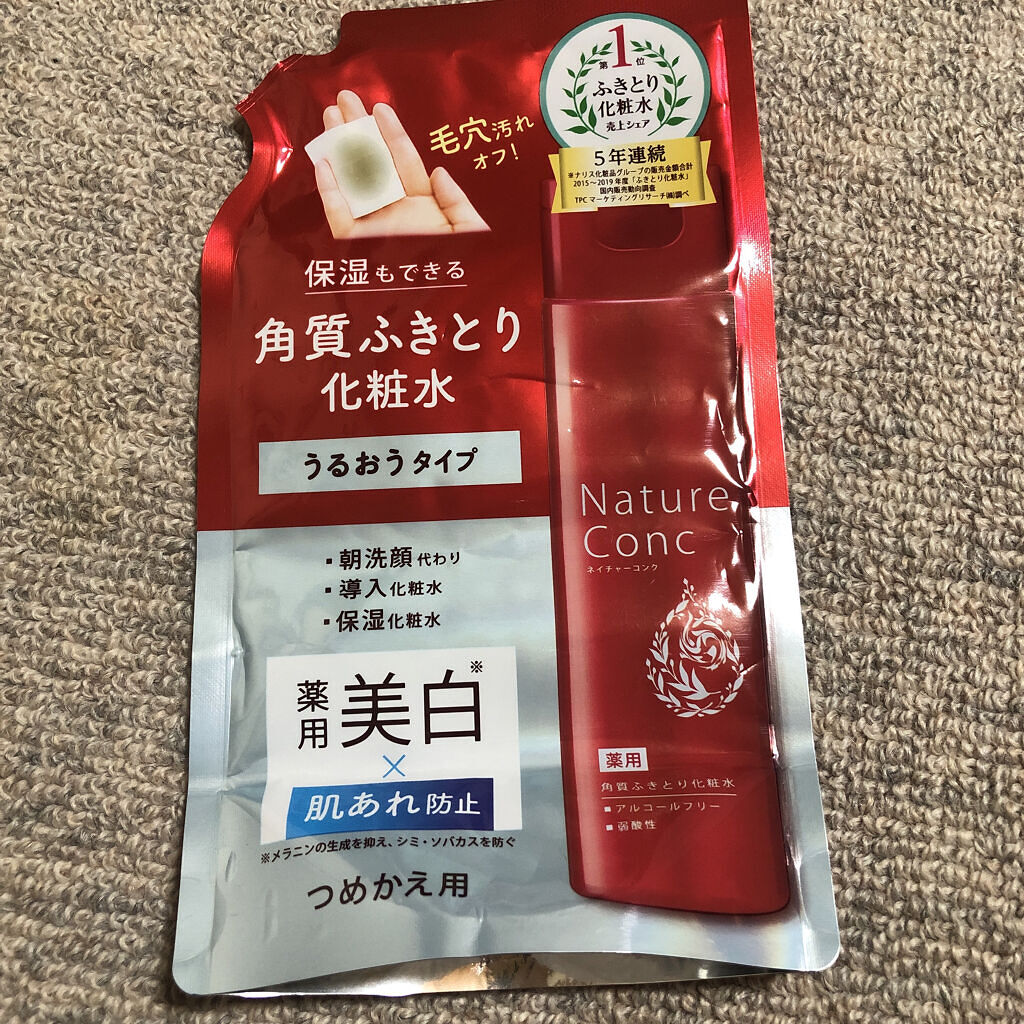 第1位
ふきとり
化粧水
売上シェア
5年連続
※ナリス化粧品グループの販売金額合計
2015〜2019年度「ふきとり化粧水」
国内販売動向調査
TPCマーケティングリサーチ㈱調べ
毛穴汚れ
オフ!
保湿もできる
角質ふきとり
化粧水
うるおうタイプ
▪朝洗顔代わり
▪導入化粧水
▪保湿化粧水
薬用美白※
×
肌あれ防止
※メラニンの生成を抑え、シミ・ソバカスを防ぐ
つめかえ用
Nature
Conc
ネイチャーコンク
薬用
角質ふきとり化粧水
■アルコールフリー
■弱酸性